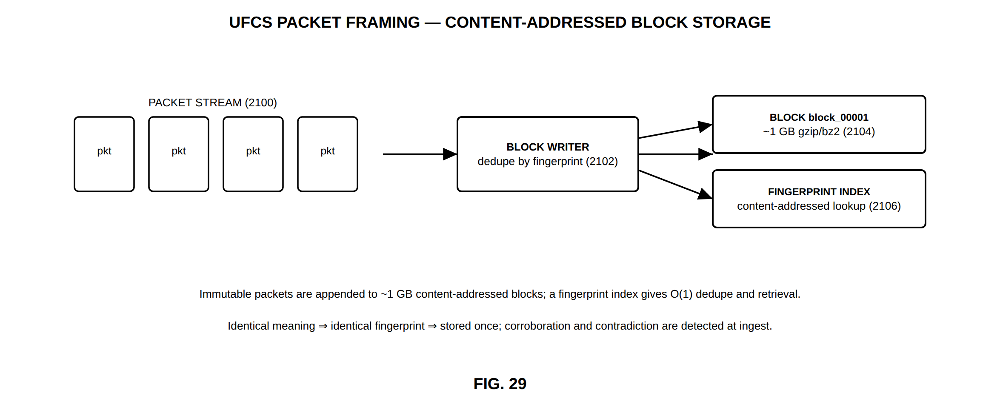 UFCS PACKET FRAMING — CONTENT-ADDRESSED BLOCK STORAGE
PACKET STREAM (2100)
pkt
pkt
pkt
pkt
BLOCK WRITER
dedupe by fingerprint (2102)
BLOCK block_00001
~1 GB gzip/bz2 (2104)
FINGERPRINT INDEX
content-addressed lookup (2106)
Immutable packets are appended to ~1 GB content-addressed blocks; a fingerprint index gives O(1) dedupe and retrieval.
Identical meaning ⇒ identical fingerprint ⇒ stored once; corroboration and contradiction are detected at ingest.
FIG. 29